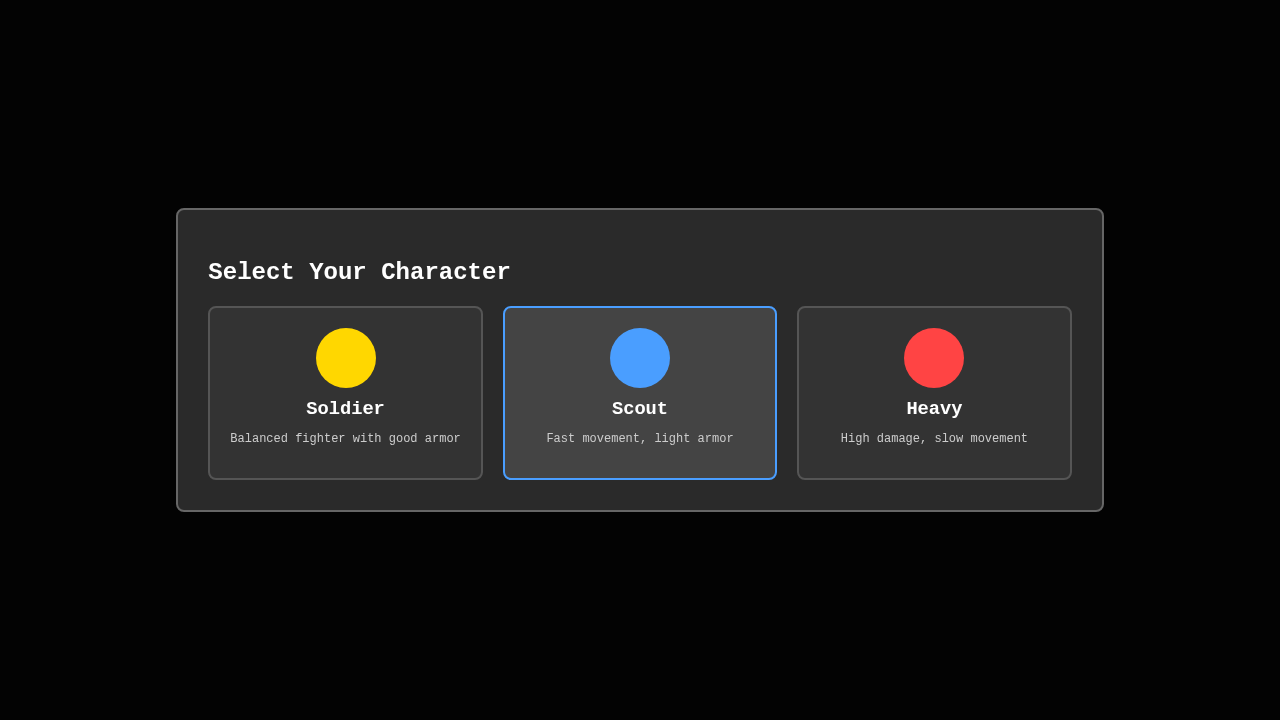 Select Your Character
Soldier
Balanced fighter with good armor
Scout
Fast movement, light armor
Heavy
High damage, slow movement